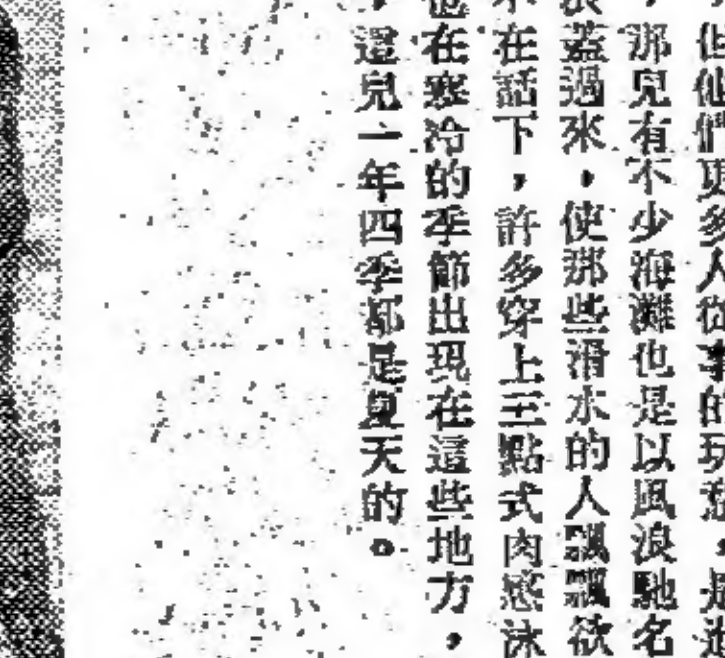 但他們更多人從事的玩意，是
，那兒有不少海灘也是以風浪馳名
浪蓋過來，使那些滑水的人飄飄欲
不在話下，許多穿上三點式肉感泳
也在寒冷的季節出現在這些地方，
，這兒一年四季都是夏天的。